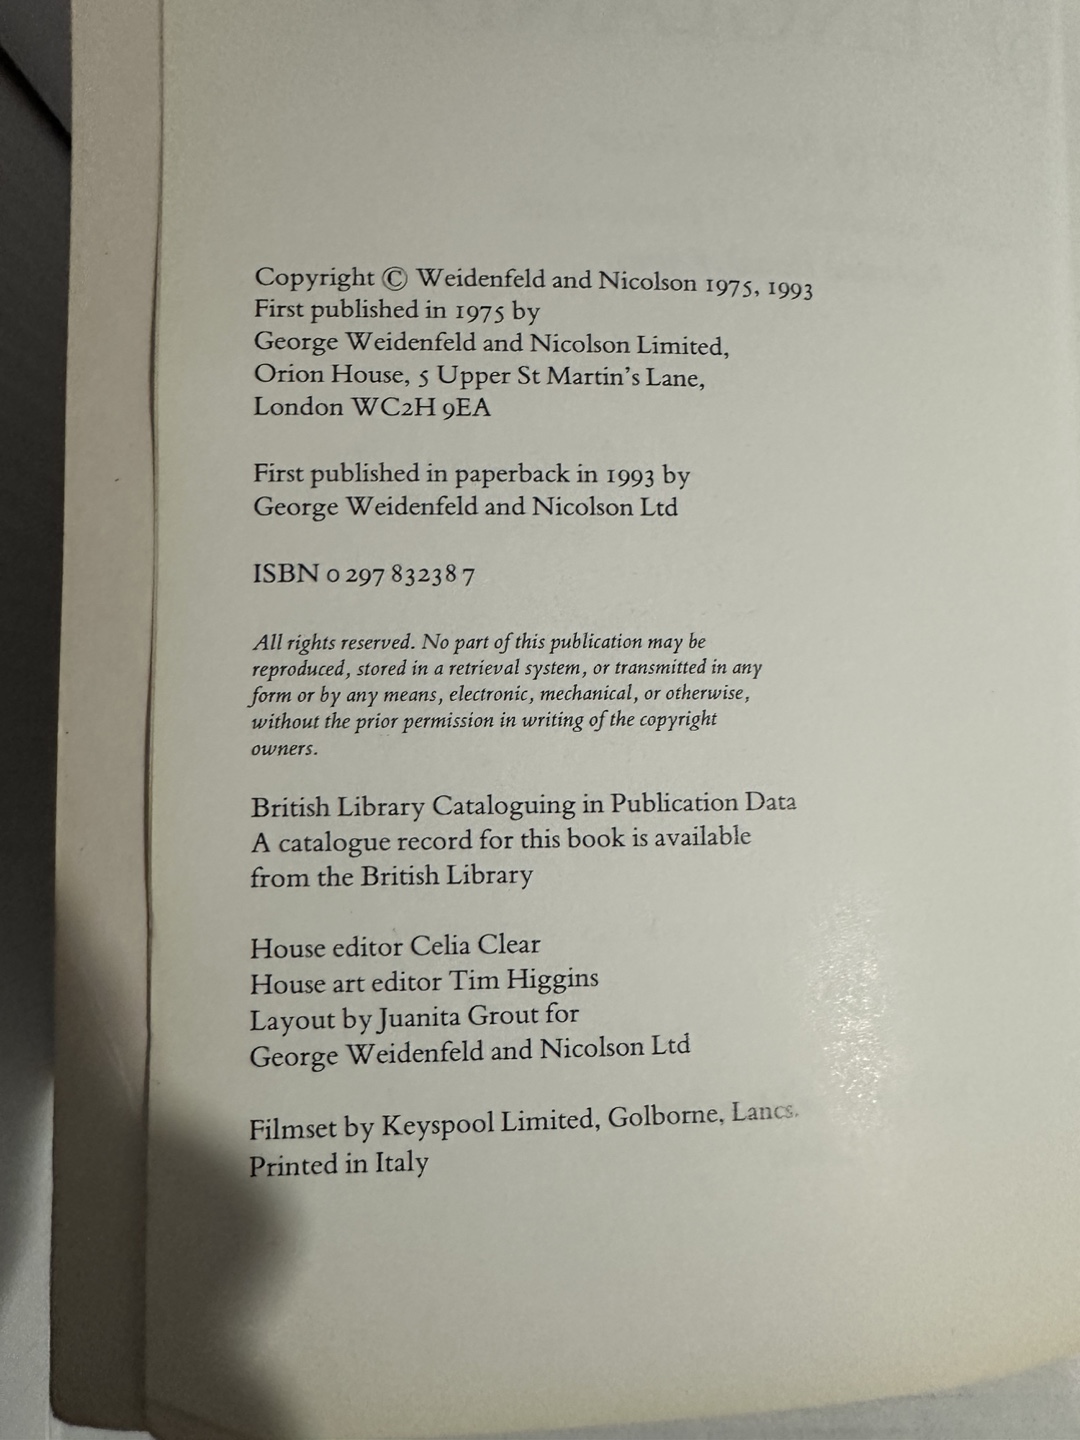 Copyright © Weidenfeld and Nicolson 1975, 1993
First published in 1975 by
George Weidenfeld and Nicolson Limited,
Orion House, 5 Upper St Martin's Lane,
London WC2H 9EA
First published in paperback in 1993 by
George Weidenfeld and Nicolson Ltd
ISBN 0 297 83238 7
All rights reserved. No part of this publication may be
reproduced, stored in a retrieval system, or transmitted in any
form or by any means, electronic, mechanical, or otherwise,
without the prior permission in writing of the copyright
owners.
British Library Cataloguing in Publication Data
A catalogue record for this book is available
from the British Library
House editor Celia Clear
House art editor Tim Higgins
Layout by Juanita Grout for
George Weidenfeld and Nicolson Ltd
Filmset by Keyspool Limited, Golborne, Lancs.
Printed in Italy